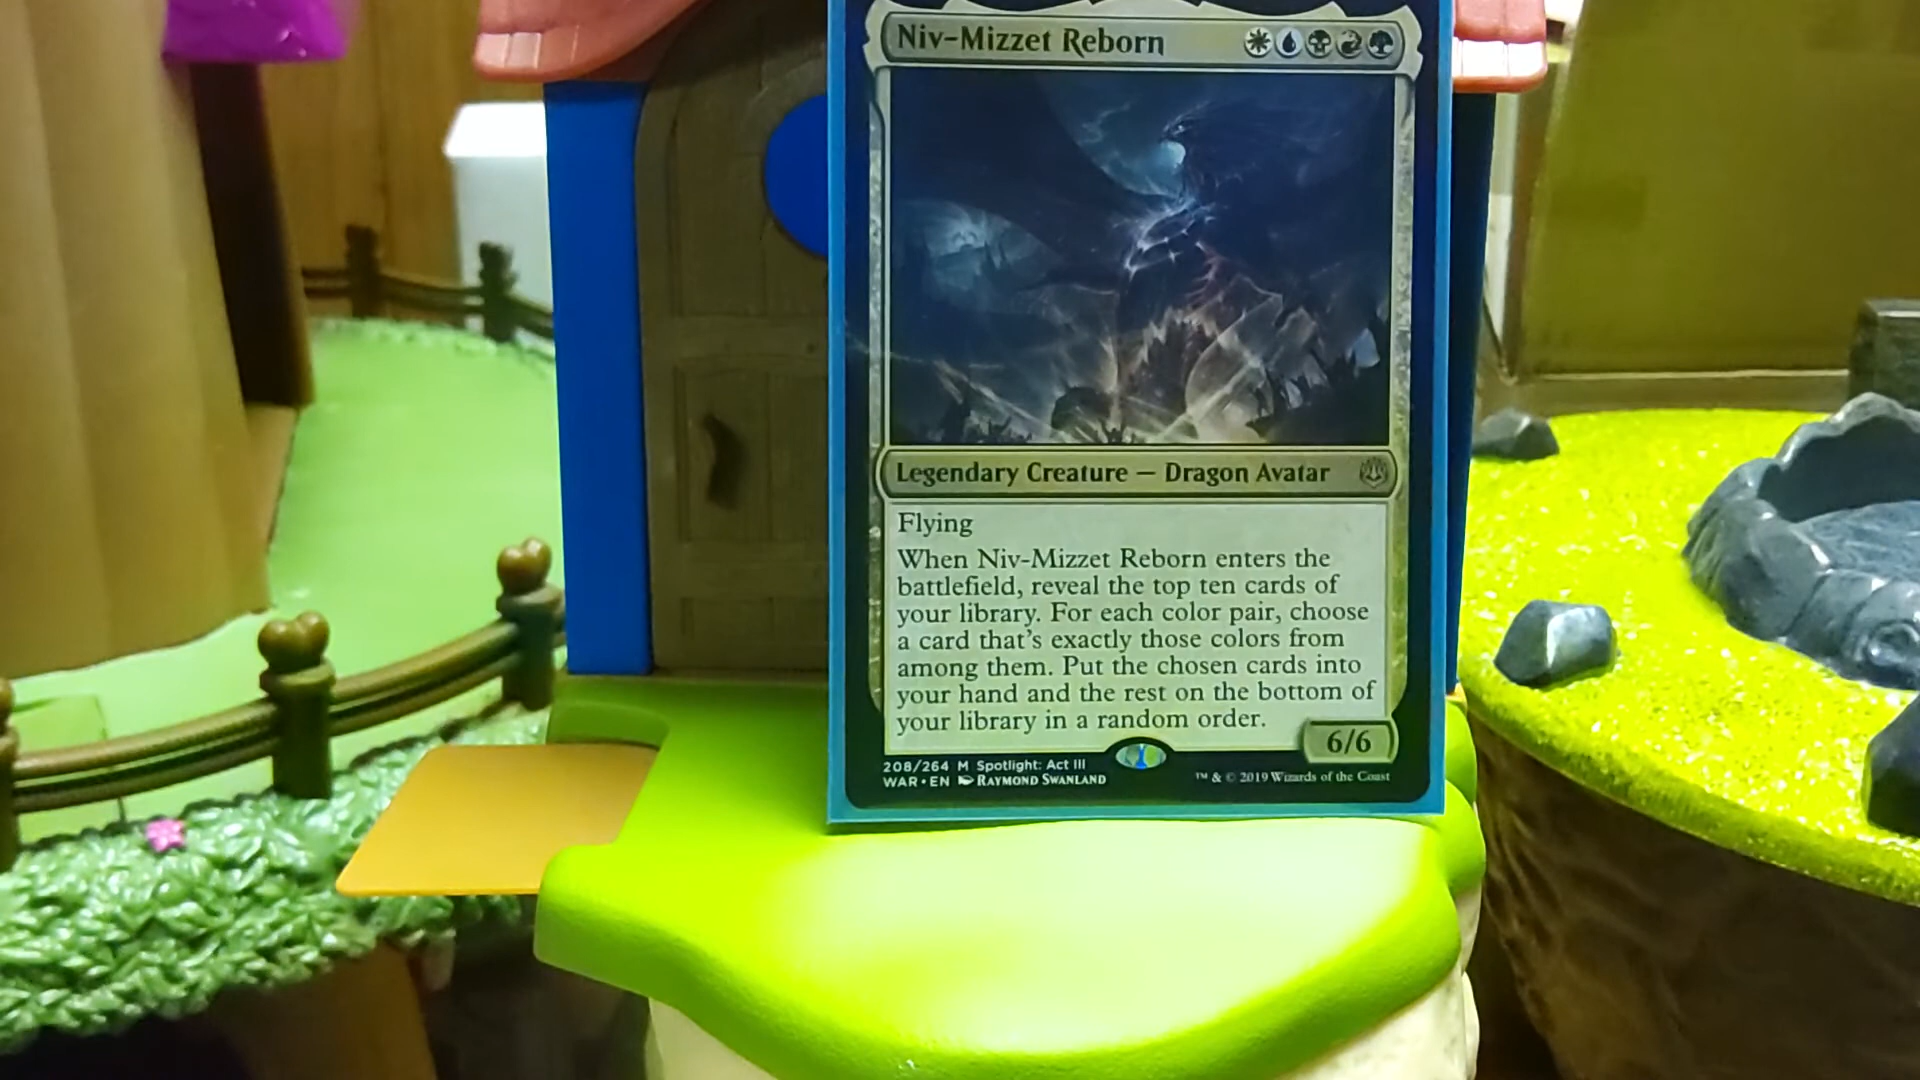 Niv-Mizzet Reborn
Legendary Creature — Dragon Avatar
Flying
When Niv-Mizzet Reborn enters the
battlefield, reveal the top ten cards of
your library. For each color pair, choose
a card that's exactly those colors from
among them. Put the chosen cards into
your hand and the rest on the bottom of
your library in a random order.
6/6
208/264 M Spotlight: Act III
WAR • EN RAYMOND SWANLAND
™ & © 2019 Wizards of the Coast